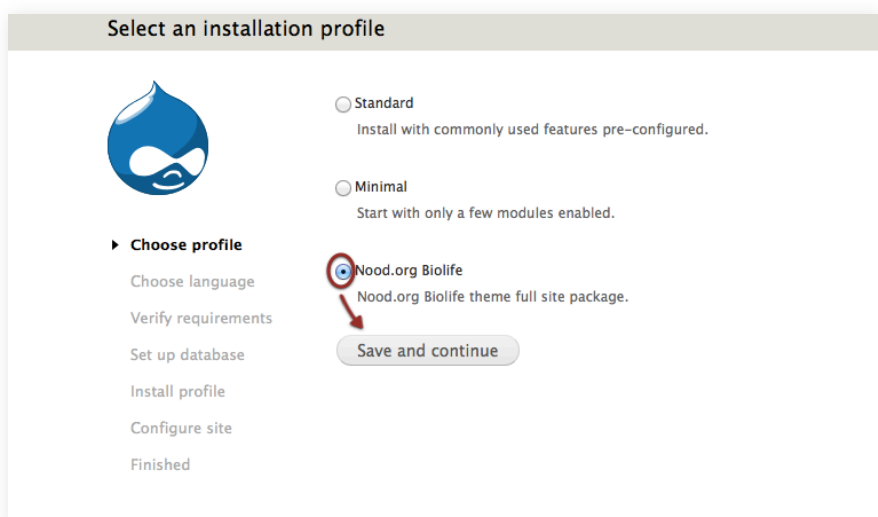 Select an installation profile
Standard
Install with commonly used features pre-configured.
Minimal
Start with only a few modules enabled.
Nood.org Biolife
Nood.org Biolife theme full site package.
Save and continue
Choose profile
Choose language
Verify requirements
Set up database
Install profile
Configure site
Finished